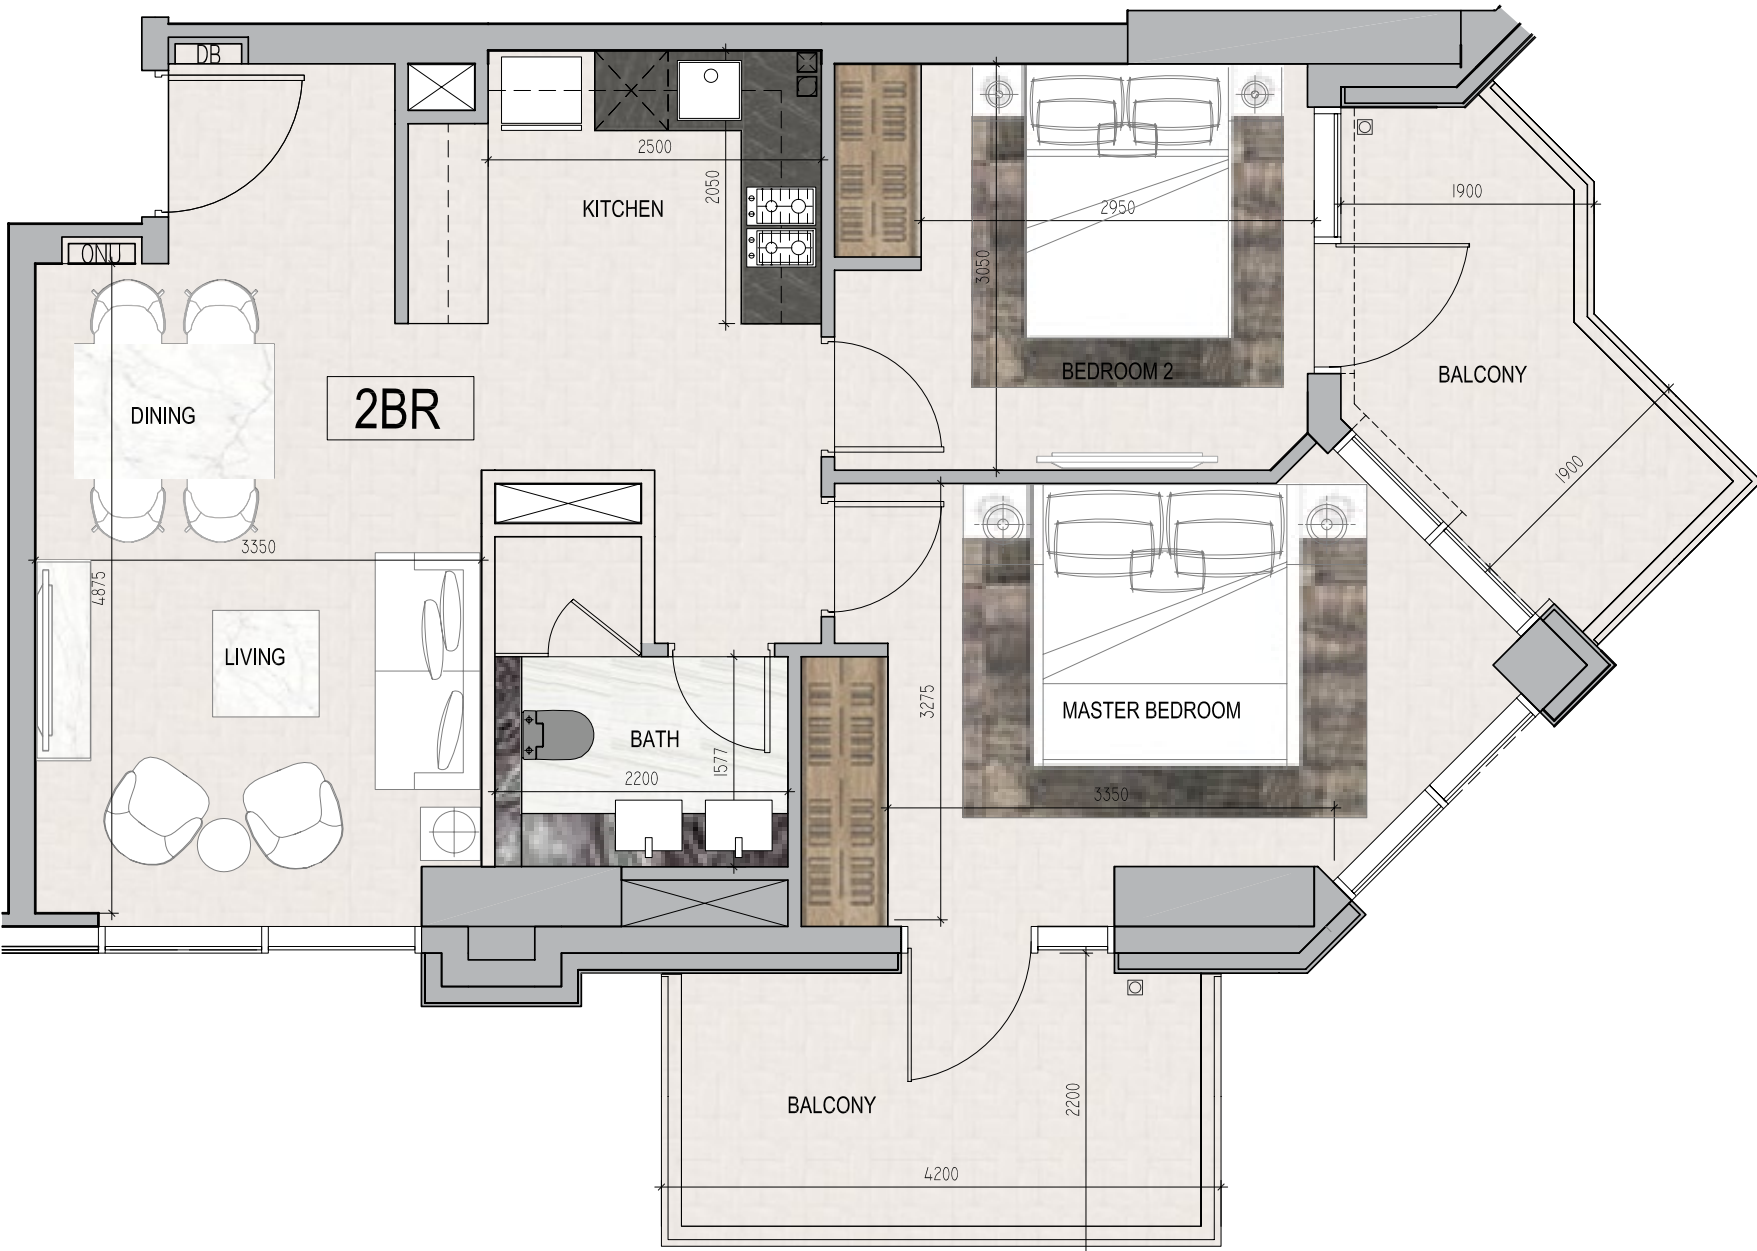 DB
2500
KITCHEN
2050
2950
1900
ONU
3050
BEDROOM 2
BALCONY
DINING
2BR
1900
3350
4875
LIVING
BATH
1577
2200
3275
MASTER BEDROOM
3350
BALCONY
2200
4200